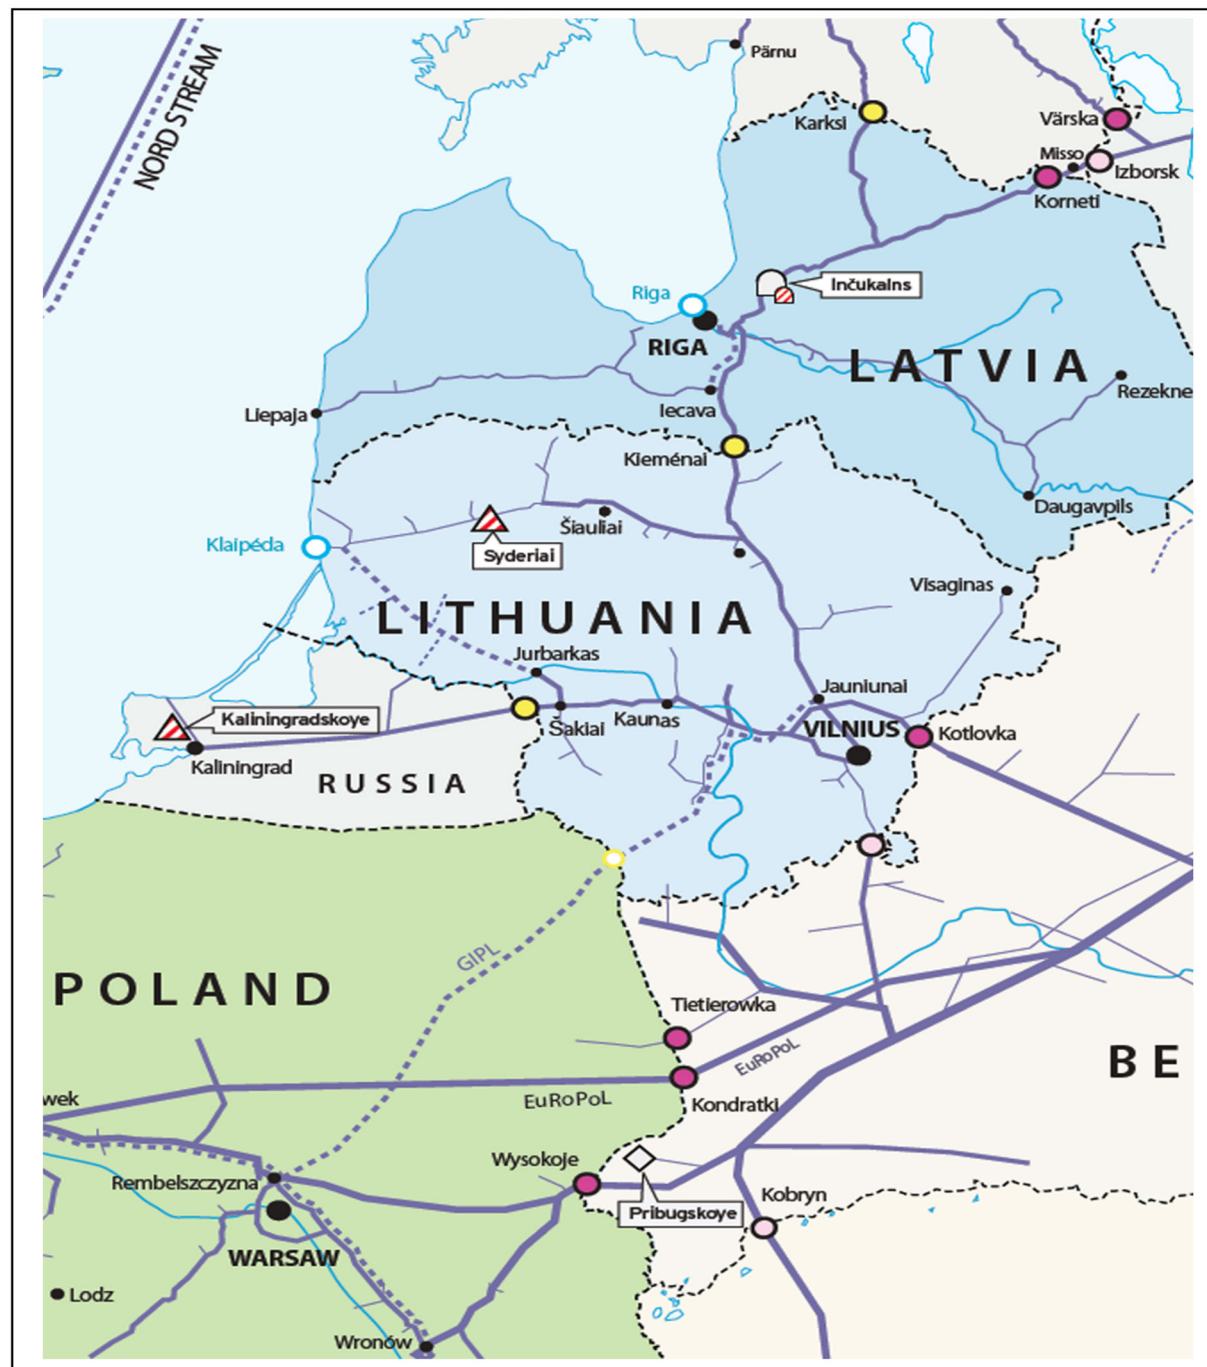 NORD STREAM
Pärnu
Karksi
Värska
Misso
Izborsk
Korneti
Inčukalns
Riga
RIGA
LATVIA
Rezekne
Iecava
Liepaja
Kieménai
Daugavpils
Šiauliai
Klaipéda
Syderiai
Visaginas
LITHUANIA
Jurbarkas
Jauniunai
Kaliningradskoye
Šakiai
Kaunas
VILNIUS
Kotlovka
Kaliningrad
RUSSIA
GIPL
POLAND
Tietierowka
EuRoPoL
BE
wek
EuRoPoL
Kondratki
Wysokoje
Rembelszczyzna
Kobryn
Pribugskoye
WARSAW
Lodz
Wronów